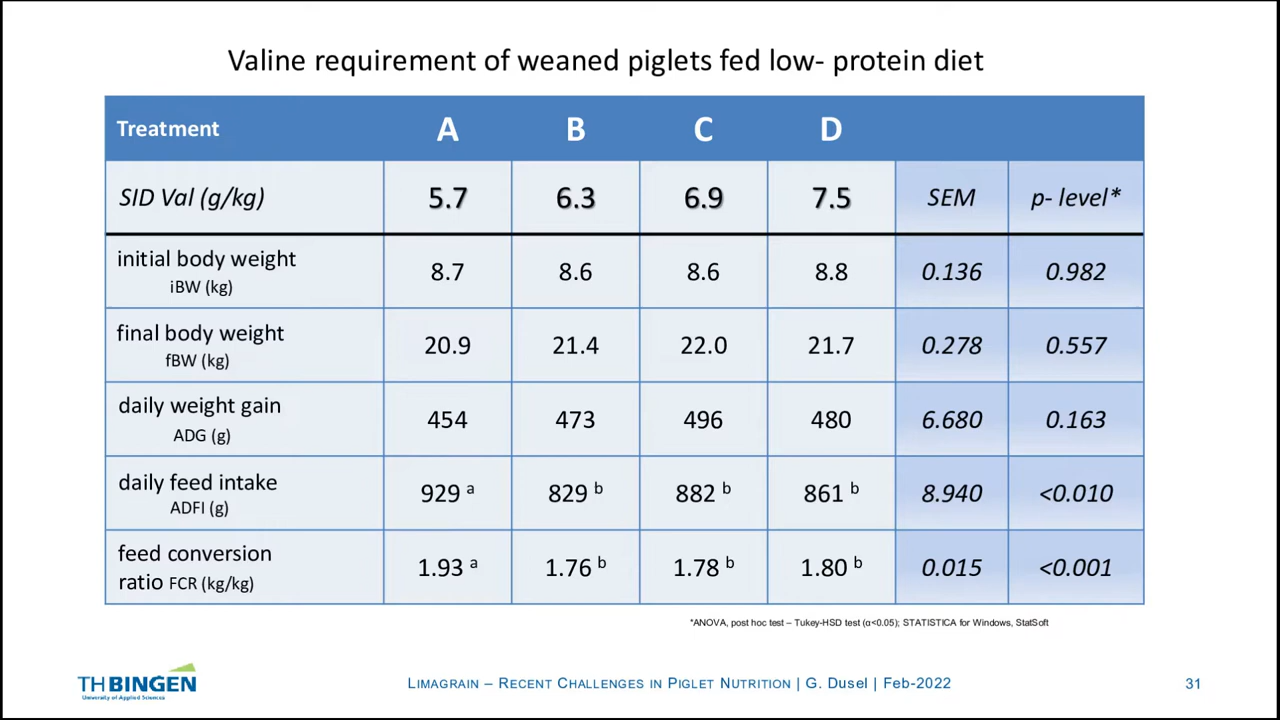 Valine requirement of weaned piglets fed low- protein diet
Treatment A B C D
SID Val (g/kg) 5.7 6.3 6.9 7.5 SEM p- level*
initial body weight
iBW (kg) 8.7 8.6 8.6 8.8 0.136 0.982
final body weight
fBW (kg) 20.9 21.4 22.0 21.7 0.278 0.557
daily weight gain
ADG (g) 454 473 496 480 6.680 0.163
daily feed intake
ADFI (g) 929 a 829 b 882 b 861 b 8.940 <0.010
feed conversion
ratio FCR (kg/kg) 1.93 a 1.76 b 1.78 b 1.80 b 0.015 <0.001
*ANOVA, post hoc test – Tukey-HSD test (α<0.05); STATISTICA for Windows, StatSoft
TH BINGEN
University of Applied Sciences
LIMAGRAIN – RECENT CHALLENGES IN PIGLET NUTRITION | G. Dusel | Feb-2022
31